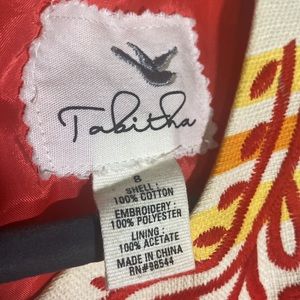 Tabitha
8
SHELL:
100% COTTON
EMBROIDERY:
100% POLYESTER
LINING:
100% ACETATE
MADE IN CHINA
RN#98544